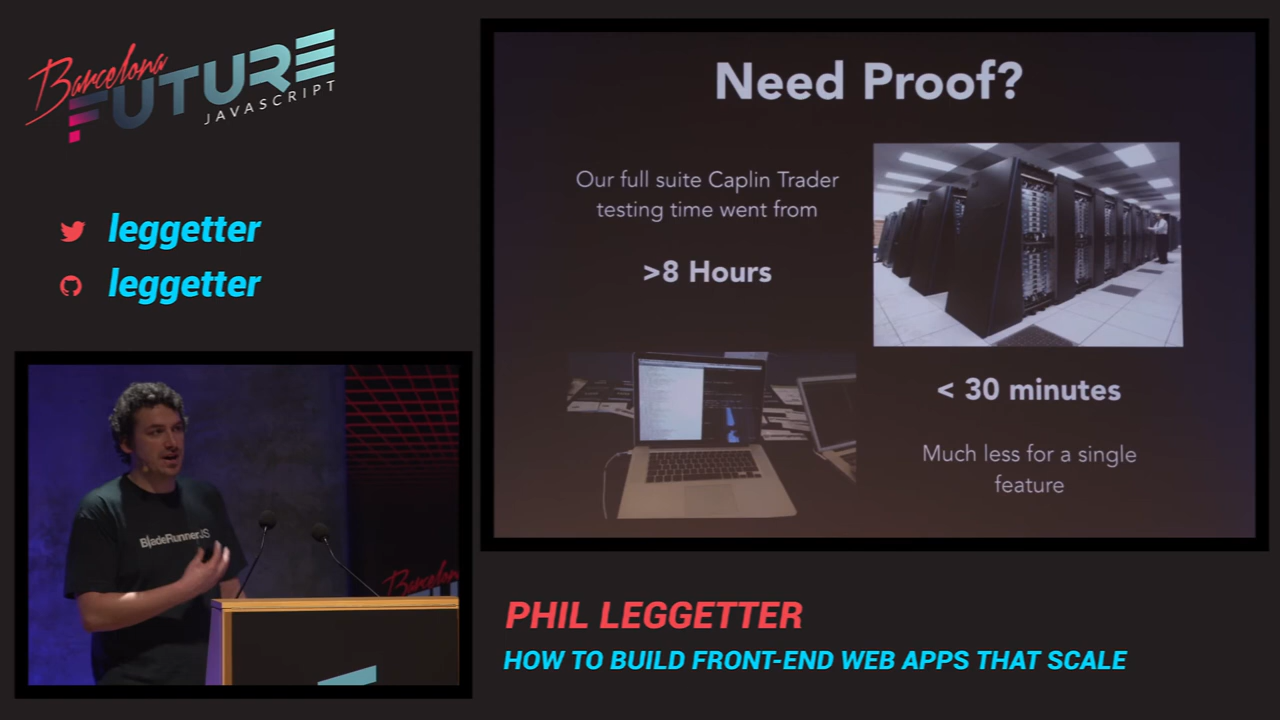 Barcelona
FUTURE
JAVASCRIPT
leggetter
leggetter
Need Proof?
Our full suite Caplin Trader
testing time went from
>8 Hours
< 30 minutes
Much less for a single
feature
BladeRunnerJS
Barcelona
PHIL LEGGETTER
HOW TO BUILD FRONT-END WEB APPS THAT SCALE